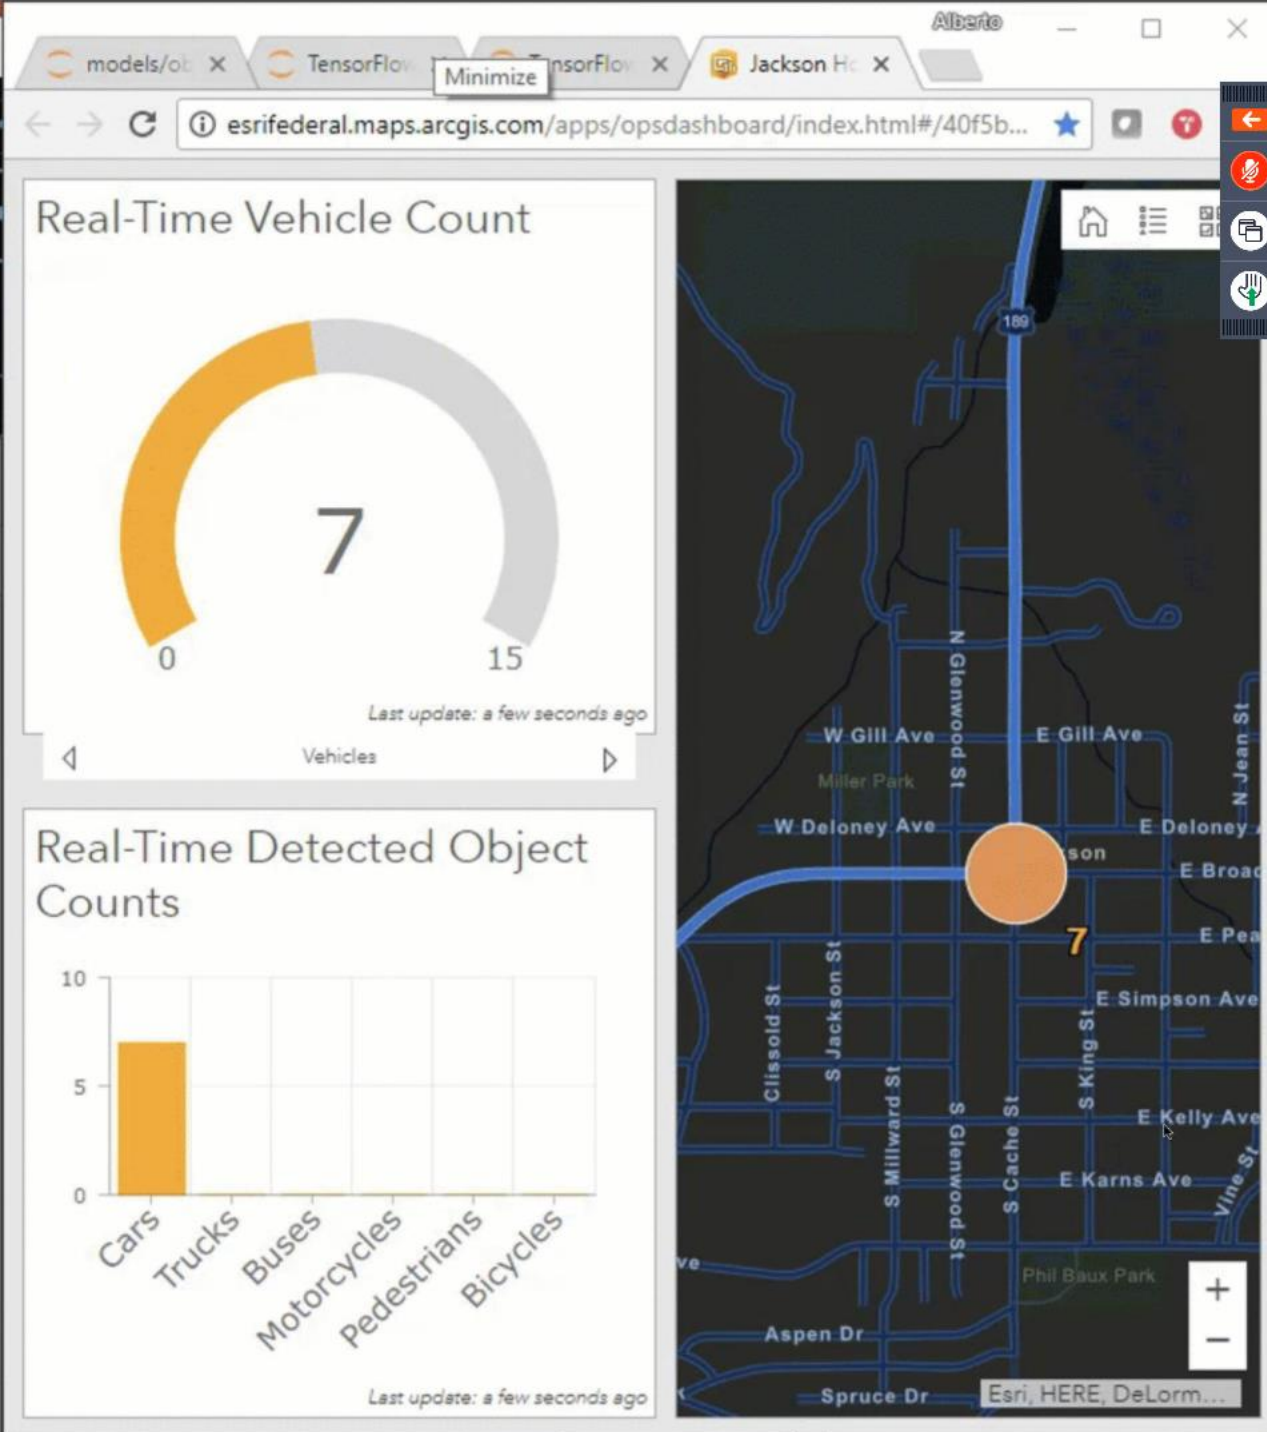 Alberto
models/ob
TensorFlow
TensorFlow
Jackson Ho
Minimize
esrifederal.maps.arcgis.com/apps/opsdashboard/index.html#/40f5b...
Real-Time Vehicle Count
7
0
15
Last update: a few seconds ago
Vehicles
Real-Time Detected Object
Counts
10
5
0
Cars
Trucks
Buses
Motorcycles
Pedestrians
Bicycles
Last update: a few seconds ago
189
N Glenwood St
W Gill Ave
E Gill Ave
N Jean St
Miller Park
W Deloney Ave
E Deloney
son
E Broad
7
E Pea
S Jackson St
Clissold St
E Simpson Ave
S King St
S Millward St
S Glenwood St
S Cache St
E Kelly Ave
E Karns Ave
Vine St
ve
Phil Baux Park
+
−
Aspen Dr
Spruce Dr
Esri, HERE, DeLorm...